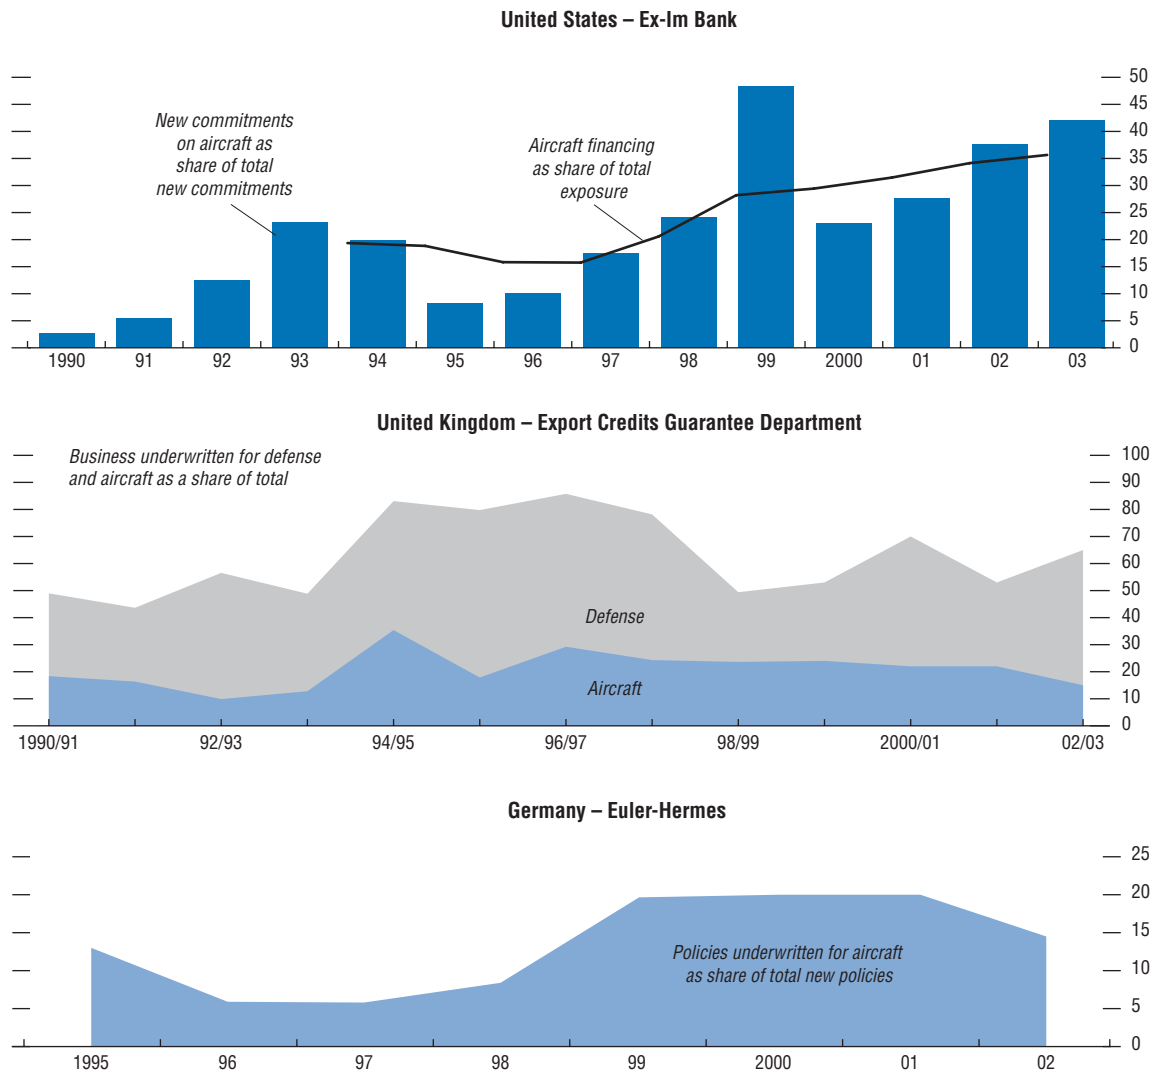 United States – Ex-Im Bank
New commitments
on aircraft as
share of total
new commitments
Aircraft financing
as share of total
exposure
50
45
40
35
30
25
20
15
10
5
0
1990 91 92 93 94 95 96 97 98 99 2000 01 02 03
United Kingdom – Export Credits Guarantee Department
Business underwritten for defense
and aircraft as a share of total
100
90
80
70
60
50
40
30
20
10
0
Defense
Aircraft
1990/91 92/93 94/95 96/97 98/99 2000/01 02/03
Germany – Euler-Hermes
25
20
15
10
5
0
Policies underwritten for aircraft
as share of total new policies
1995 96 97 98 99 2000 01 02